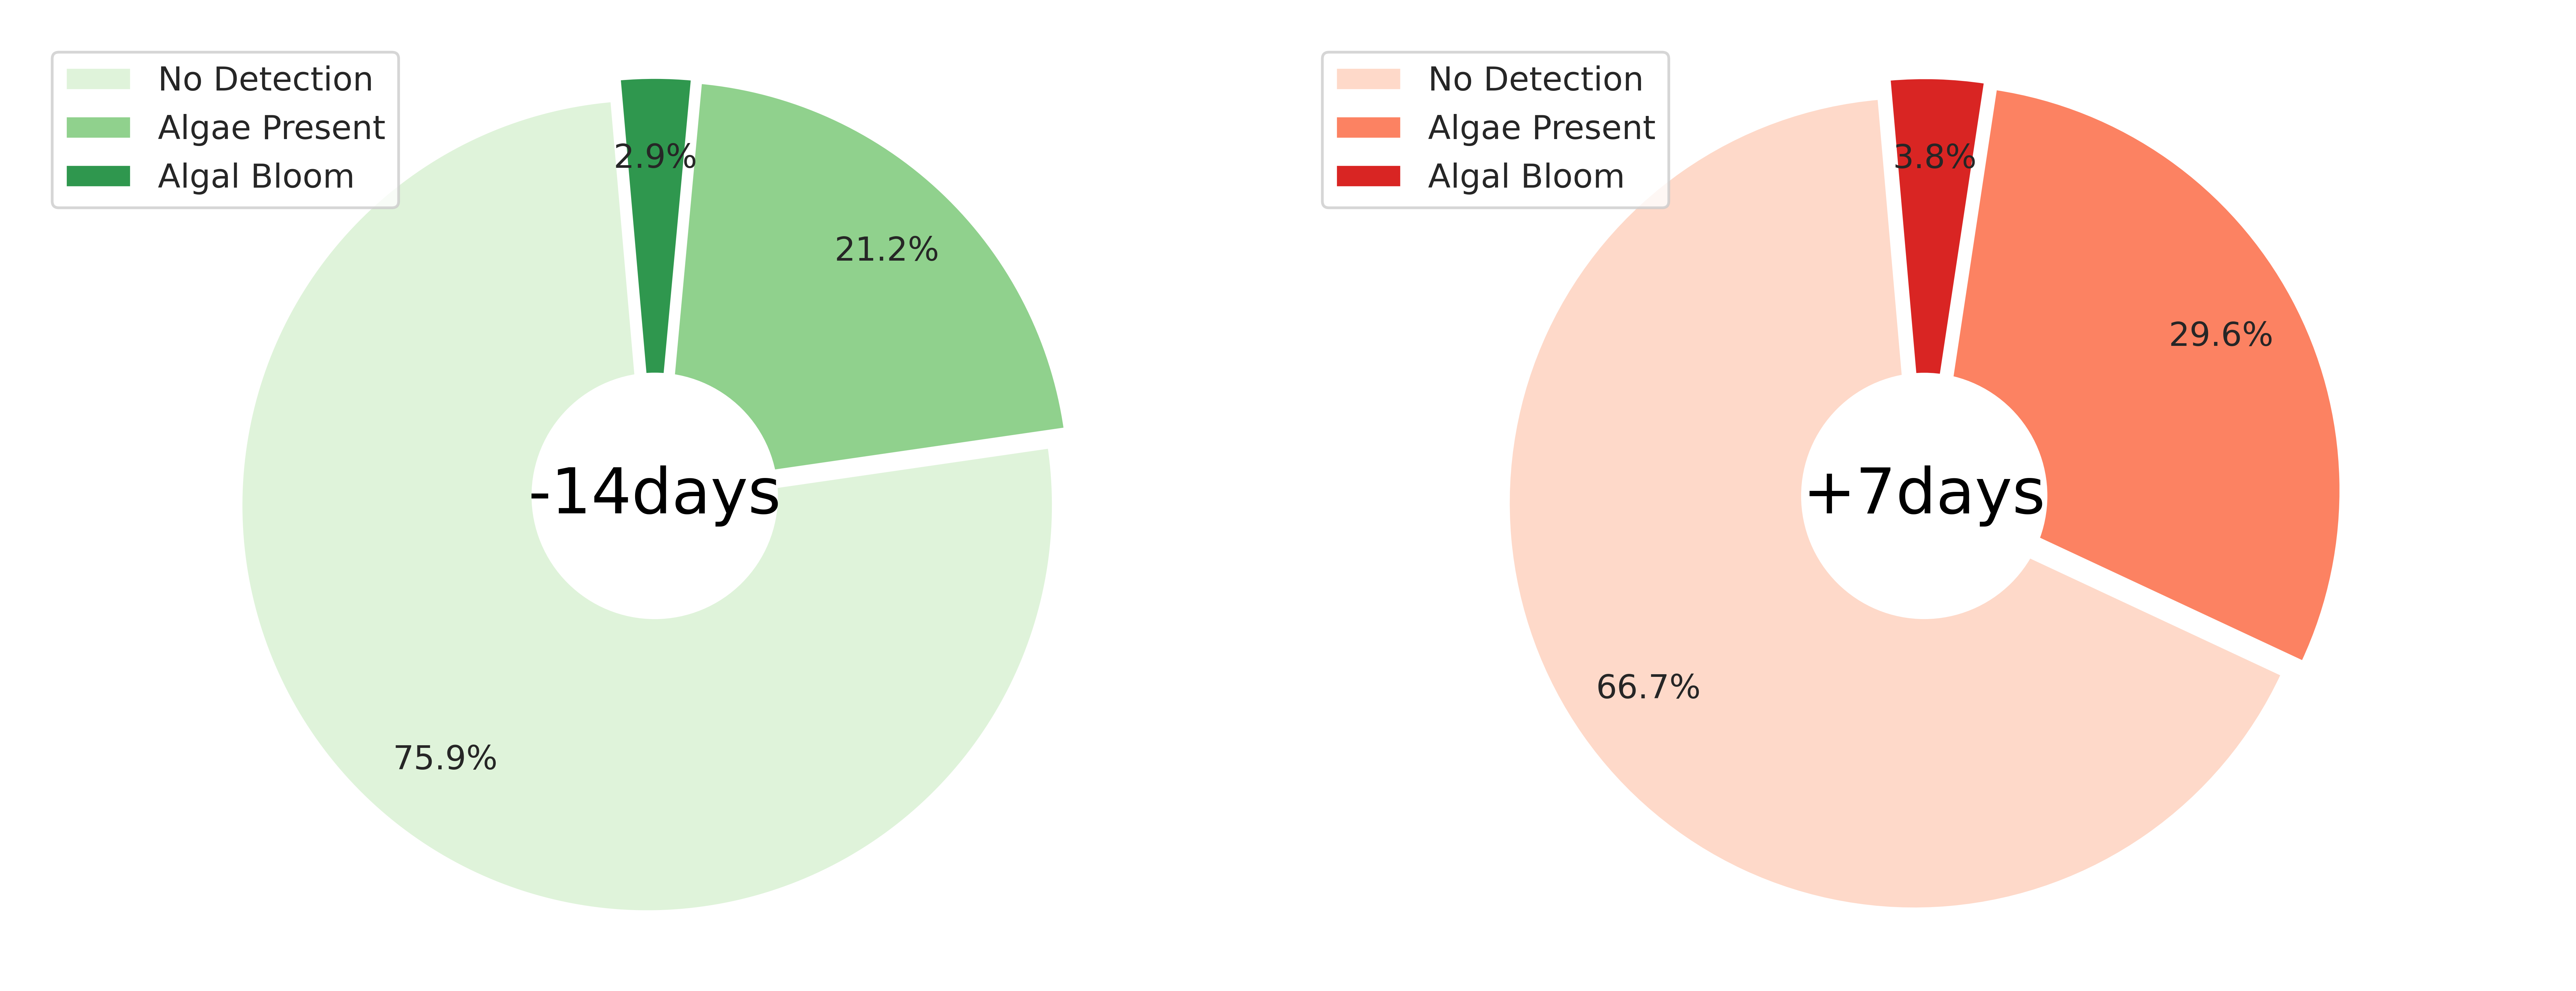 No Detection
Algae Present
Algal Bloom
2.9%
21.2%
-14days
75.9%
No Detection
Algae Present
Algal Bloom
3.8%
29.6%
+7days
66.7%